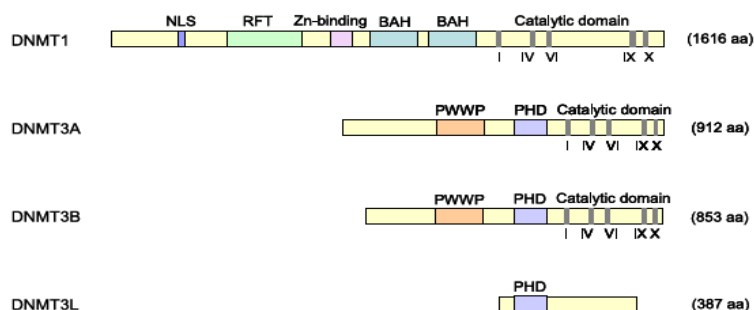 NLS RFT Zn-binding BAH BAH Catalytic domain
DNMT1 (1616 aa)
I IV VI IX X
PWWP PHD Catalytic domain
DNMT3A (912 aa)
I IV VI IX X
PWWP PHD Catalytic domain
DNMT3B (853 aa)
I IV VI IX X
PHD
DNMT3L (387 aa)